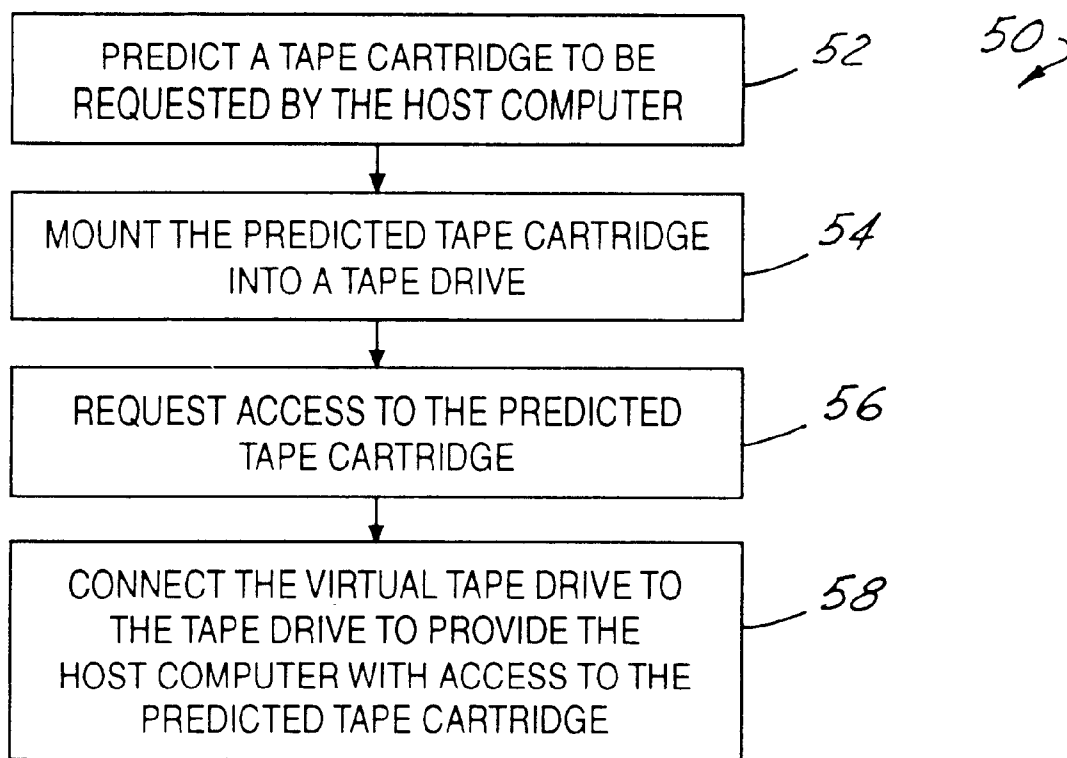 PREDICT A TAPE CARTRIDGE TO BE
REQUESTED BY THE HOST COMPUTER
52
50
MOUNT THE PREDICTED TAPE CARTRIDGE
INTO A TAPE DRIVE
54
REQUEST ACCESS TO THE PREDICTED
TAPE CARTRIDGE
56
CONNECT THE VIRTUAL TAPE DRIVE TO
THE TAPE DRIVE TO PROVIDE THE
HOST COMPUTER WITH ACCESS TO THE
PREDICTED TAPE CARTRIDGE
58